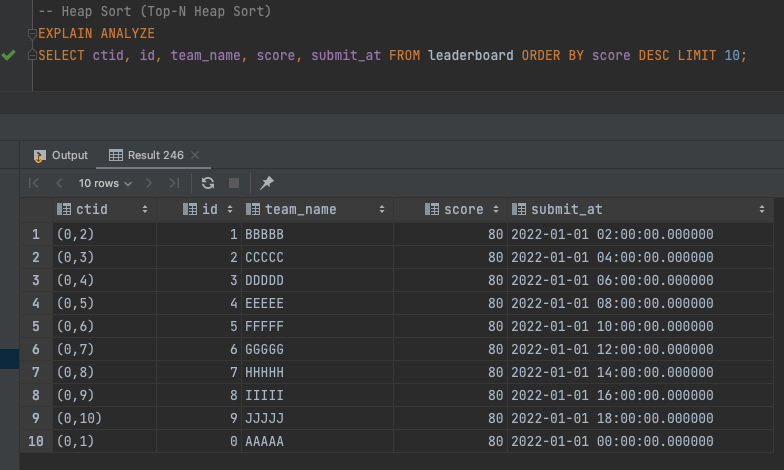 -- Heap Sort (Top-N Heap Sort)
EXPLAIN ANALYZE
SELECT ctid, id, team_name, score, submit_at FROM leaderboard ORDER BY score DESC LIMIT 10;
Output Result 246
10 rows
ctid id team_name score submit_at
1 (0,2) 1 BBBBB 80 2022-01-01 02:00:00.000000
2 (0,3) 2 CCCCC 80 2022-01-01 04:00:00.000000
3 (0,4) 3 DDDDD 80 2022-01-01 06:00:00.000000
4 (0,5) 4 EEEEE 80 2022-01-01 08:00:00.000000
5 (0,6) 5 FFFFF 80 2022-01-01 10:00:00.000000
6 (0,7) 6 GGGGG 80 2022-01-01 12:00:00.000000
7 (0,8) 7 HHHHH 80 2022-01-01 14:00:00.000000
8 (0,9) 8 IIIII 80 2022-01-01 16:00:00.000000
9 (0,10) 9 JJJJJ 80 2022-01-01 18:00:00.000000
10 (0,1) 0 AAAAA 80 2022-01-01 00:00:00.000000